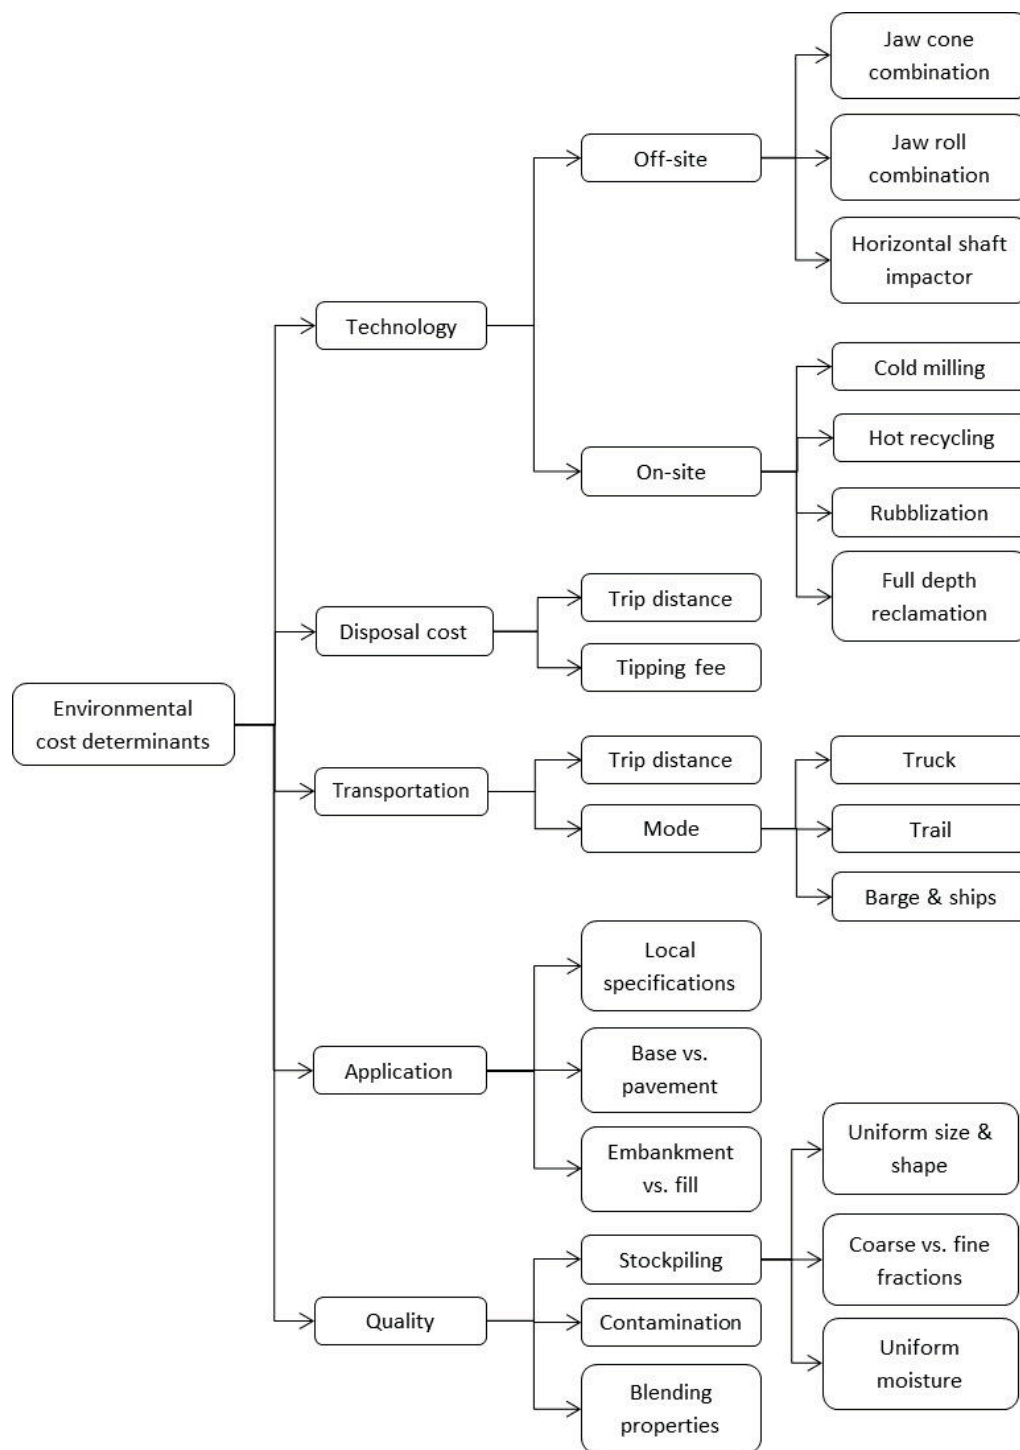 Jaw cone
combination
Off-site
Jaw roll
combination
Horizontal shaft
impactor
Technology
Cold milling
Hot recycling
On-site
Rubblization
Full depth
reclamation
Trip distance
Disposal cost
Tipping fee
Environmental
cost determinants
Trip distance
Truck
Transportation
Mode
Trail
Barge & ships
Local
specifications
Application
Base vs.
pavement
Embankment
vs. fill
Uniform size &
shape
Stockpiling
Coarse vs. fine
fractions
Quality
Contamination
Uniform
moisture
Blending
properties